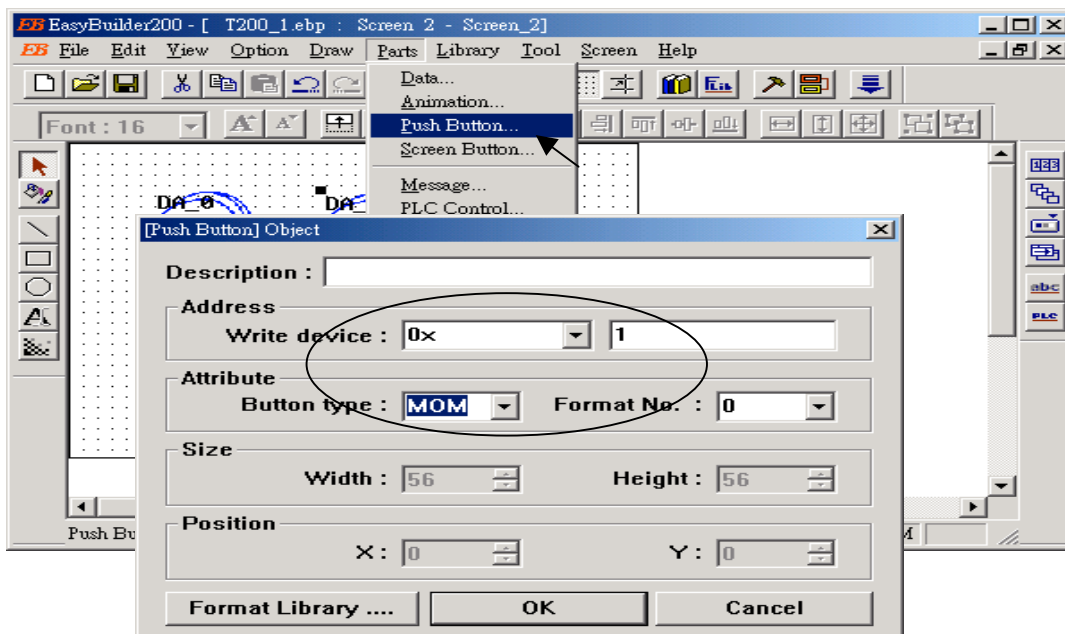 EB EasyBuilder200 - [ T200_1.ebp : Screen 2 - Screen_2]
EB File Edit View Option Draw Parts Library Tool Screen Help
Data...
Animation...
Font : 16
Push Button...
Screen Button...
Message...
PLC Control...
DA_0
DA_
123
abc
PLC
[Push Button] Object
Description :
Address
Write device : 0x 1
Attribute
Button type : MOM Format No. : 0
Size
Width : 56 Height : 56
Position
X : 0 Y : 0
Push Bu
Format Library .... OK Cancel